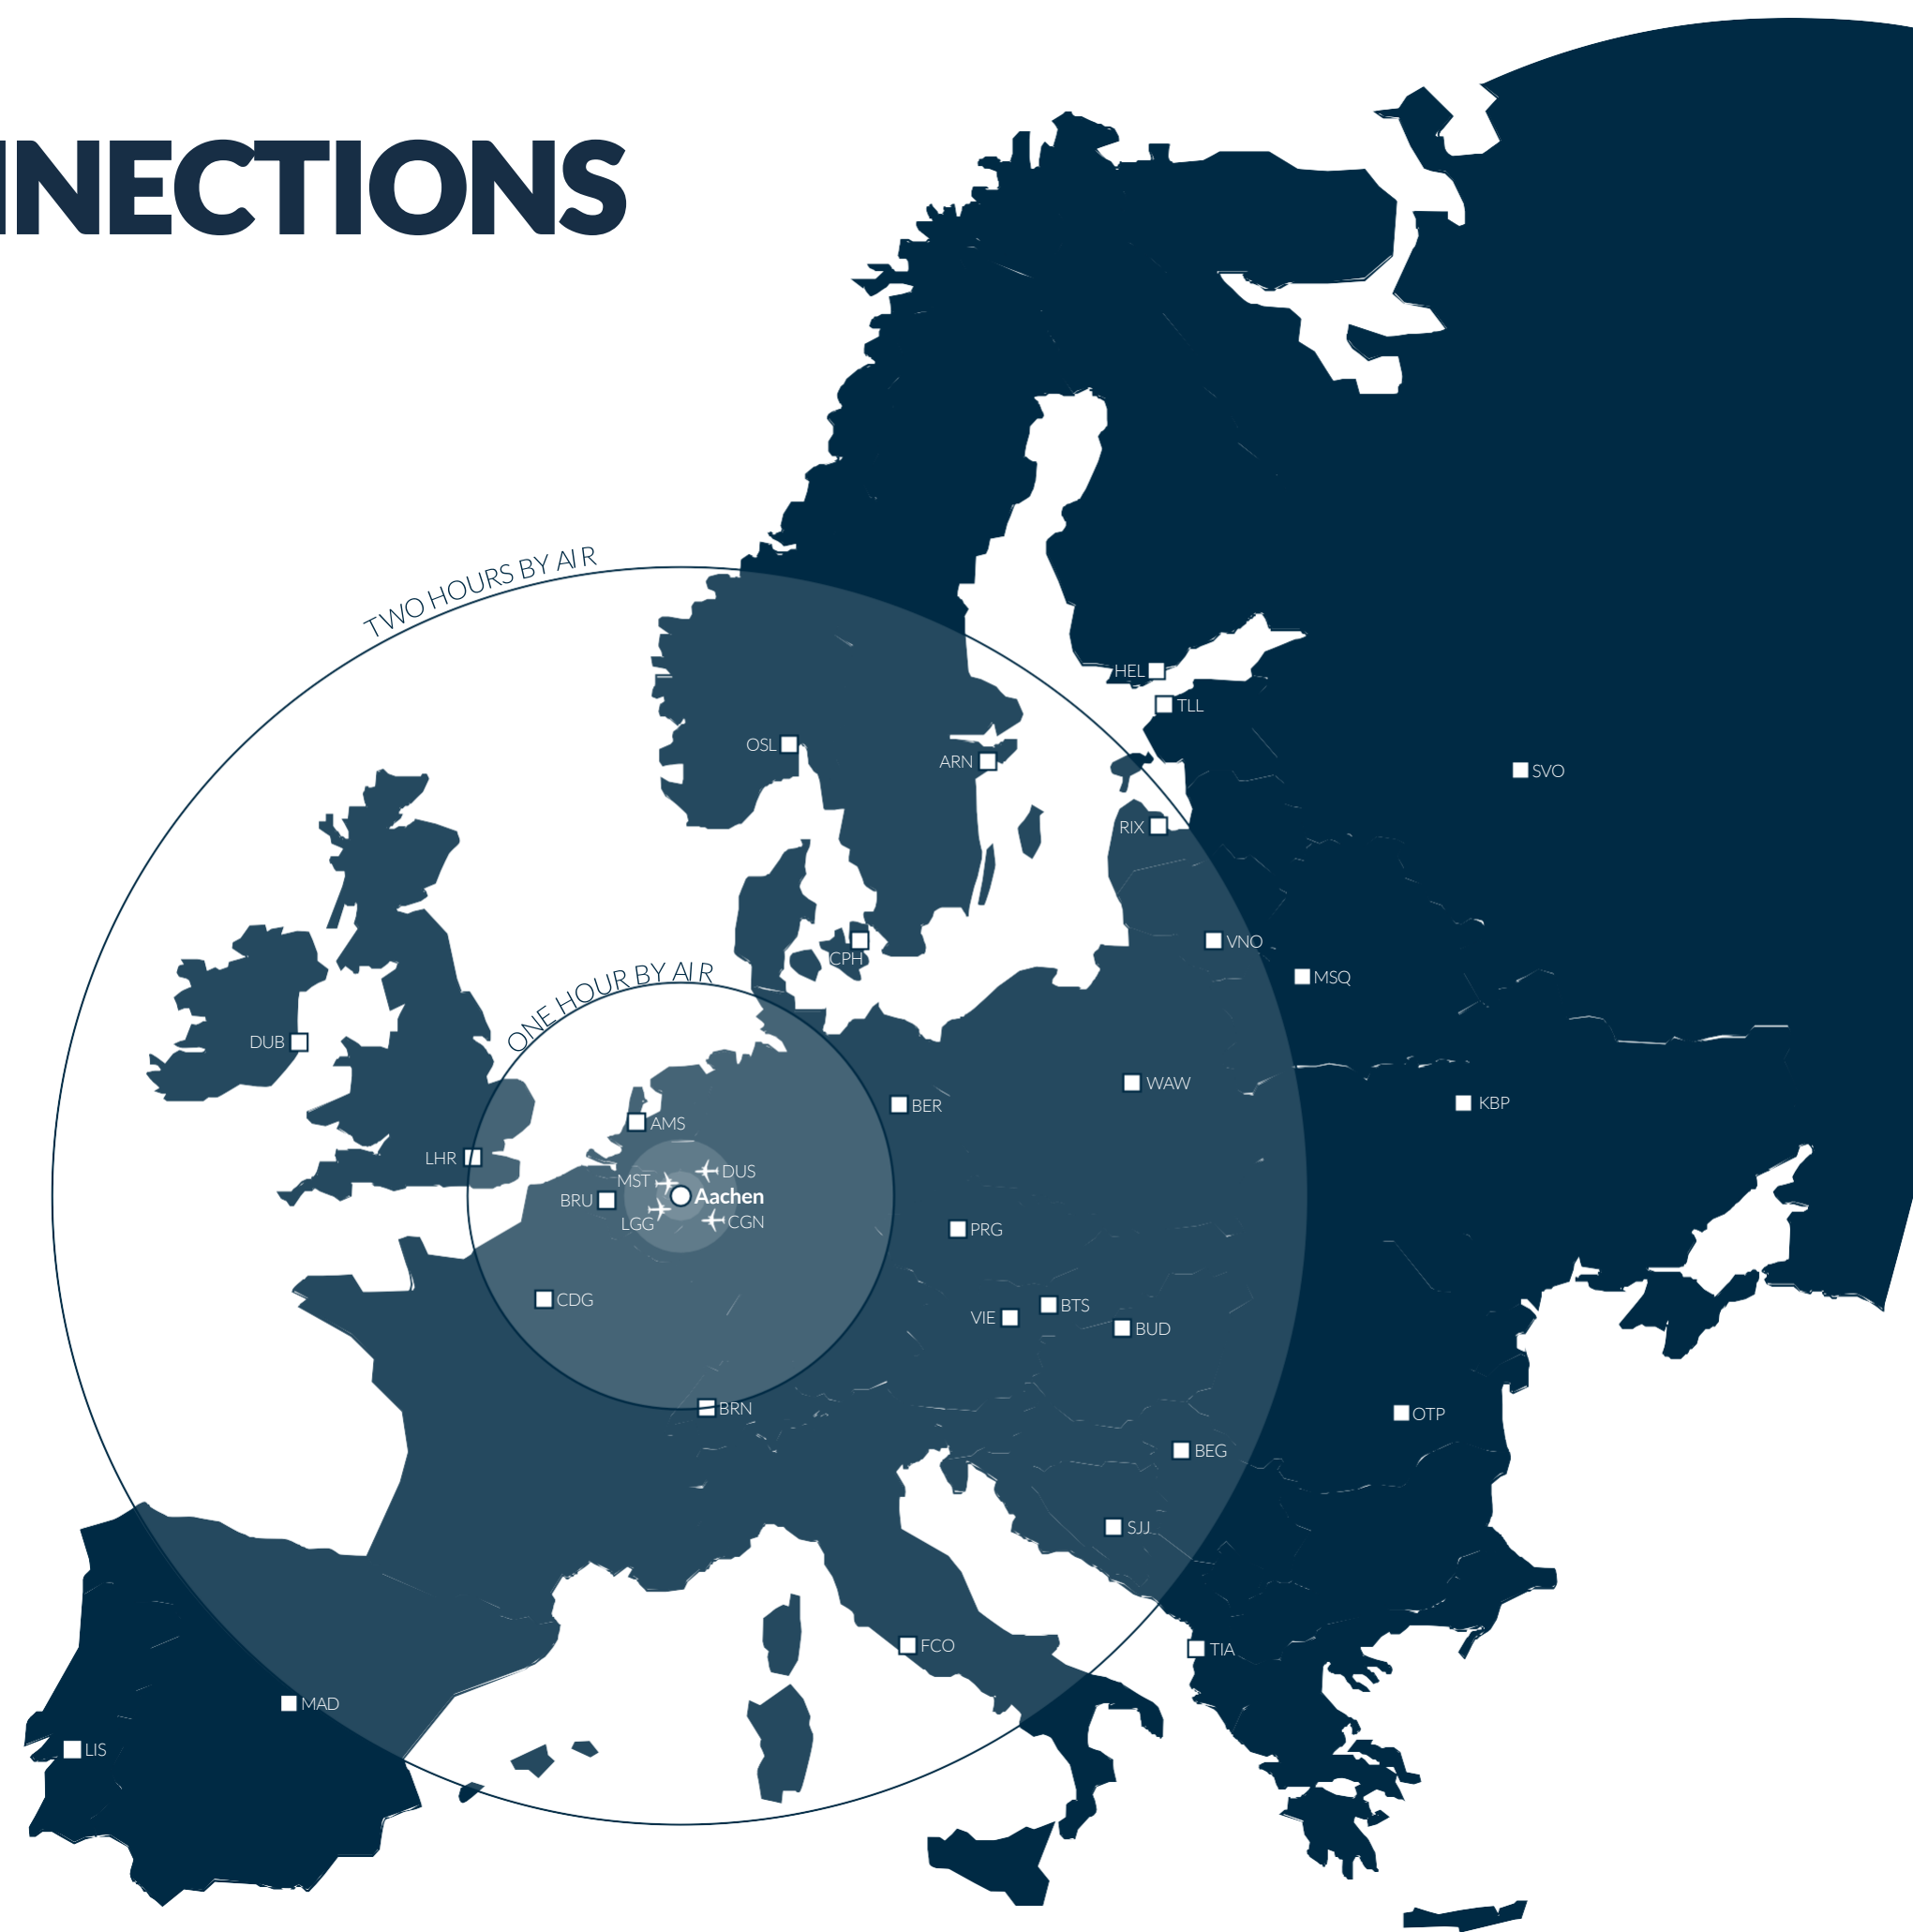 NNECTIONS
TWO HOURS BY AIR
HEL
TLL
OSL
ARN
SVO
RIX
VNO
CPH
MSQ
ONE HOUR BY AIR
DUB
WAW
KBP
BER
AMS
LHR
DUS
MST
Aachen
BRU
LGG
CGN
PRG
CDG
BTS
VIE
BUD
BRN
OTP
BEG
SJJ
FCO
TIA
MAD
LIS